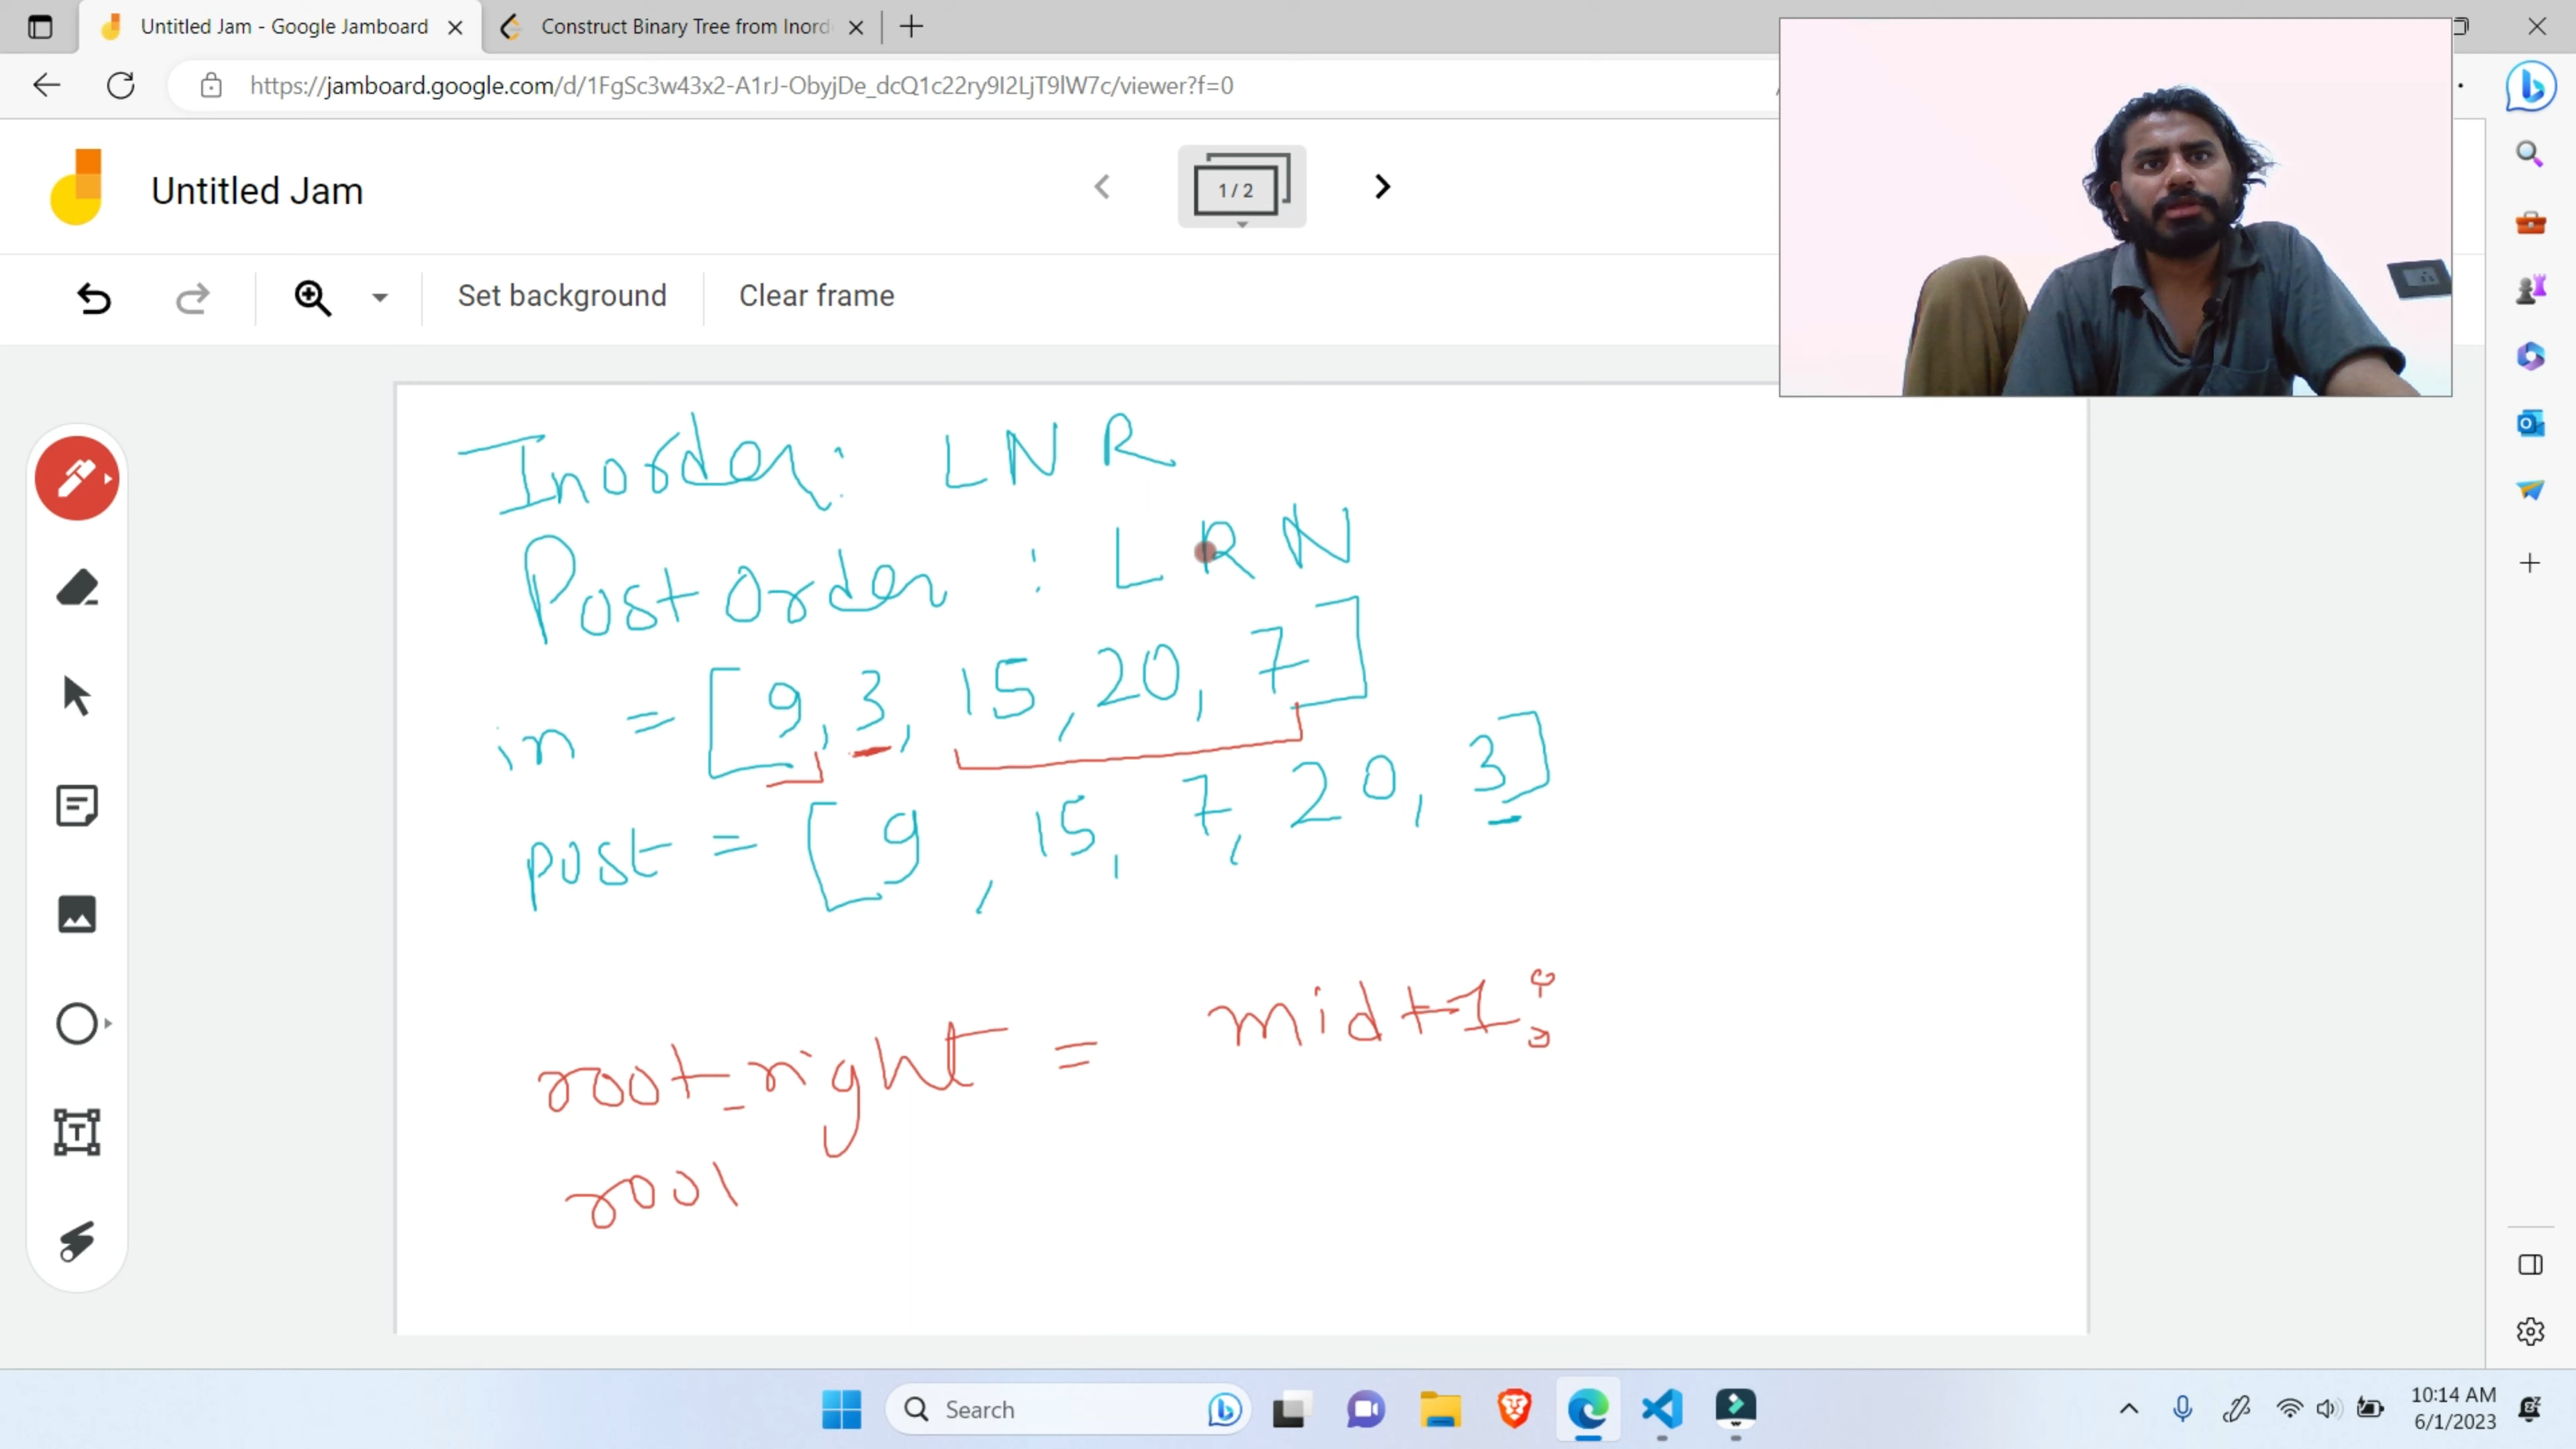 Untitled Jam - Google Jamboard
Construct Binary Tree from Inord
https://jamboard.google.com/d/1FgSc3w43x2-A1rJ-ObyjDe_dcQ1c22ry9I2LjT9lW7c/viewer?f=0
Untitled Jam
1 / 2
Set background
Clear frame
Inorder: LNR
PostOrder : LRN
in = [9, 3, 15, 20, 7]
post = [9, 15, 7, 20, 3]
root_right = mid+1:
Search
10:14 AM
6/1/2023